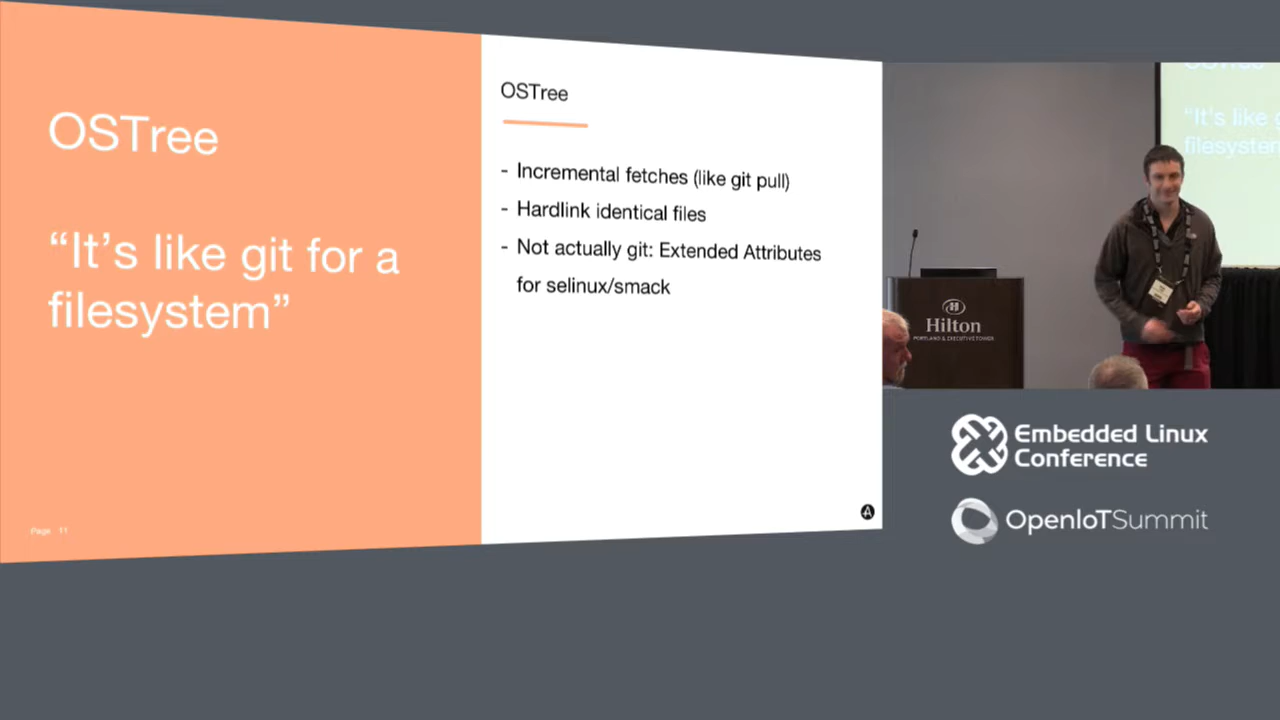 OSTree
“It’s like git for a
filesystem”
Page 11
OSTree
- Incremental fetches (like git pull)
- Hardlink identical files
- Not actually git: Extended Attributes
for selinux/smack
“It's like
Hilton
PORTLAND & EXECUTIVE TOWER
Embedded Linux
Conference
OpenIoTSummit